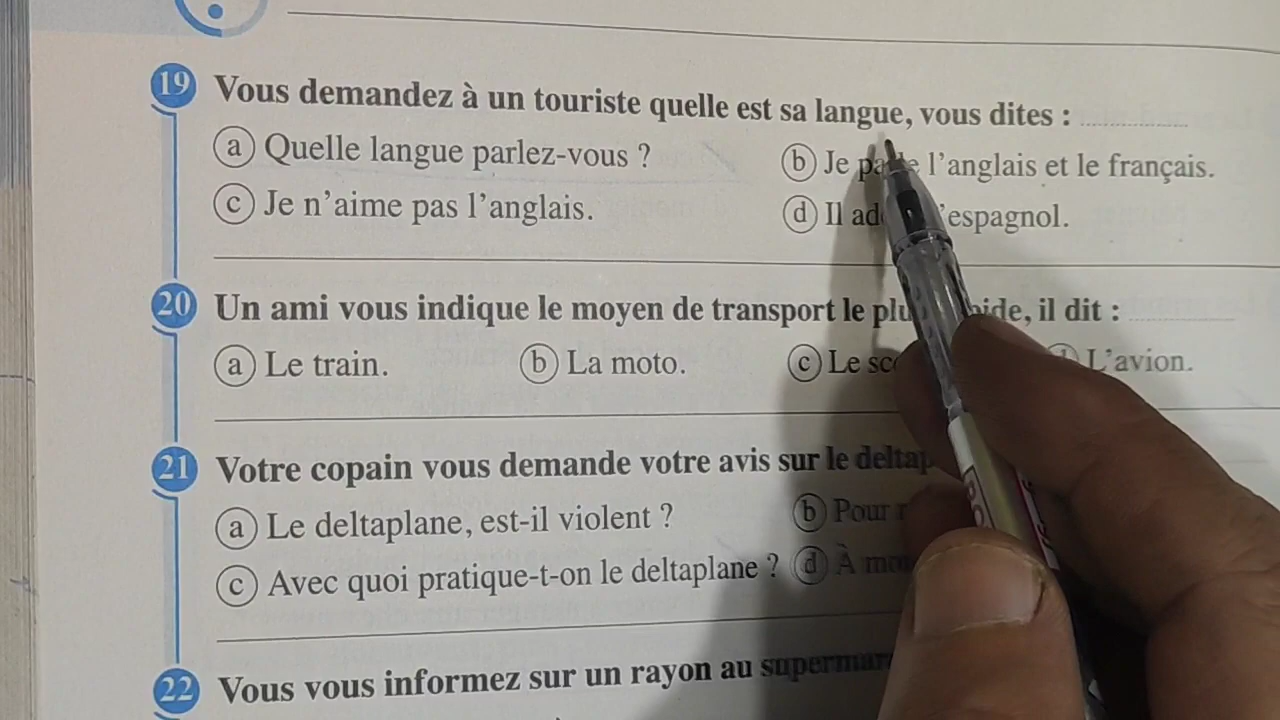 19 Vous demandez à un touriste quelle est sa langue, vous dites : ....................
a Quelle langue parlez-vous ?
b Je l'anglais et le français.
c Je n'aime pas l'anglais.
d Il l'espagnol.
20 Un ami vous indique le moyen de transport le il dit : ....................
a Le train.
b La moto.
c Le
L'avion.
21 Votre copain vous demande votre avis sur le
a Le deltaplane, est-il violent ?
b Pour
c Avec quoi pratique-t-on le deltaplane ?
d À
22 Vous vous informez sur un rayon au